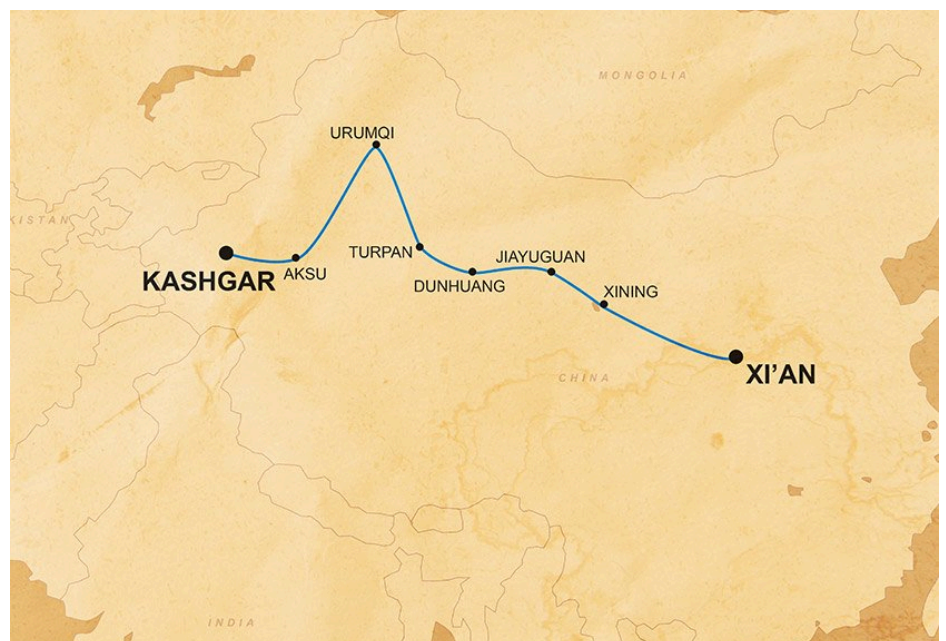 MONGOLIA
URUMQI
KISTAN
TURPAN
JIAYUGUAN
KASHGAR
AKSU
DUNHUANG
XINING
CHINA
XI'AN
INDIA